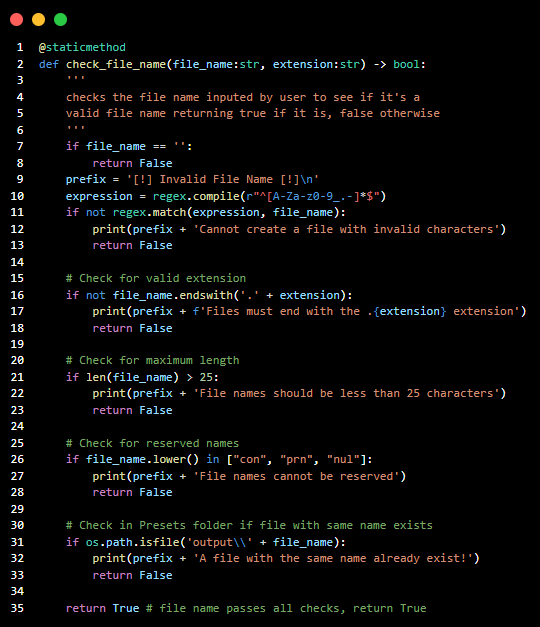 1 @staticmethod
2 def check_file_name(file_name:str, extension:str) -> bool:
3     '''
4     checks the file name inputed by user to see if it's a
5     valid file name returning true if it is, false otherwise
6     '''
7     if file_name == '':
8         return False
9     prefix = '[!] Invalid File Name [!]\n'
10     expression = regex.compile(r"^[A-Za-z0-9_.-]*$")
11     if not regex.match(expression, file_name):
12         print(prefix + 'Cannot create a file with invalid characters')
13         return False
14
15     # Check for valid extension
16     if not file_name.endswith('.' + extension):
17         print(prefix + f'Files must end with the .{extension} extension')
18         return False
19
20     # Check for maximum length
21     if len(file_name) > 25:
22         print(prefix + 'File names should be less than 25 characters')
23         return False
24
25     # Check for reserved names
26     if file_name.lower() in ["con", "prn", "nul"]:
27         print(prefix + 'File names cannot be reserved')
28         return False
29
30     # Check in Presets folder if file with same name exists
31     if os.path.isfile('output\\' + file_name):
32         print(prefix + 'A file with the same name already exist!')
33         return False
34
35     return True # file name passes all checks, return True